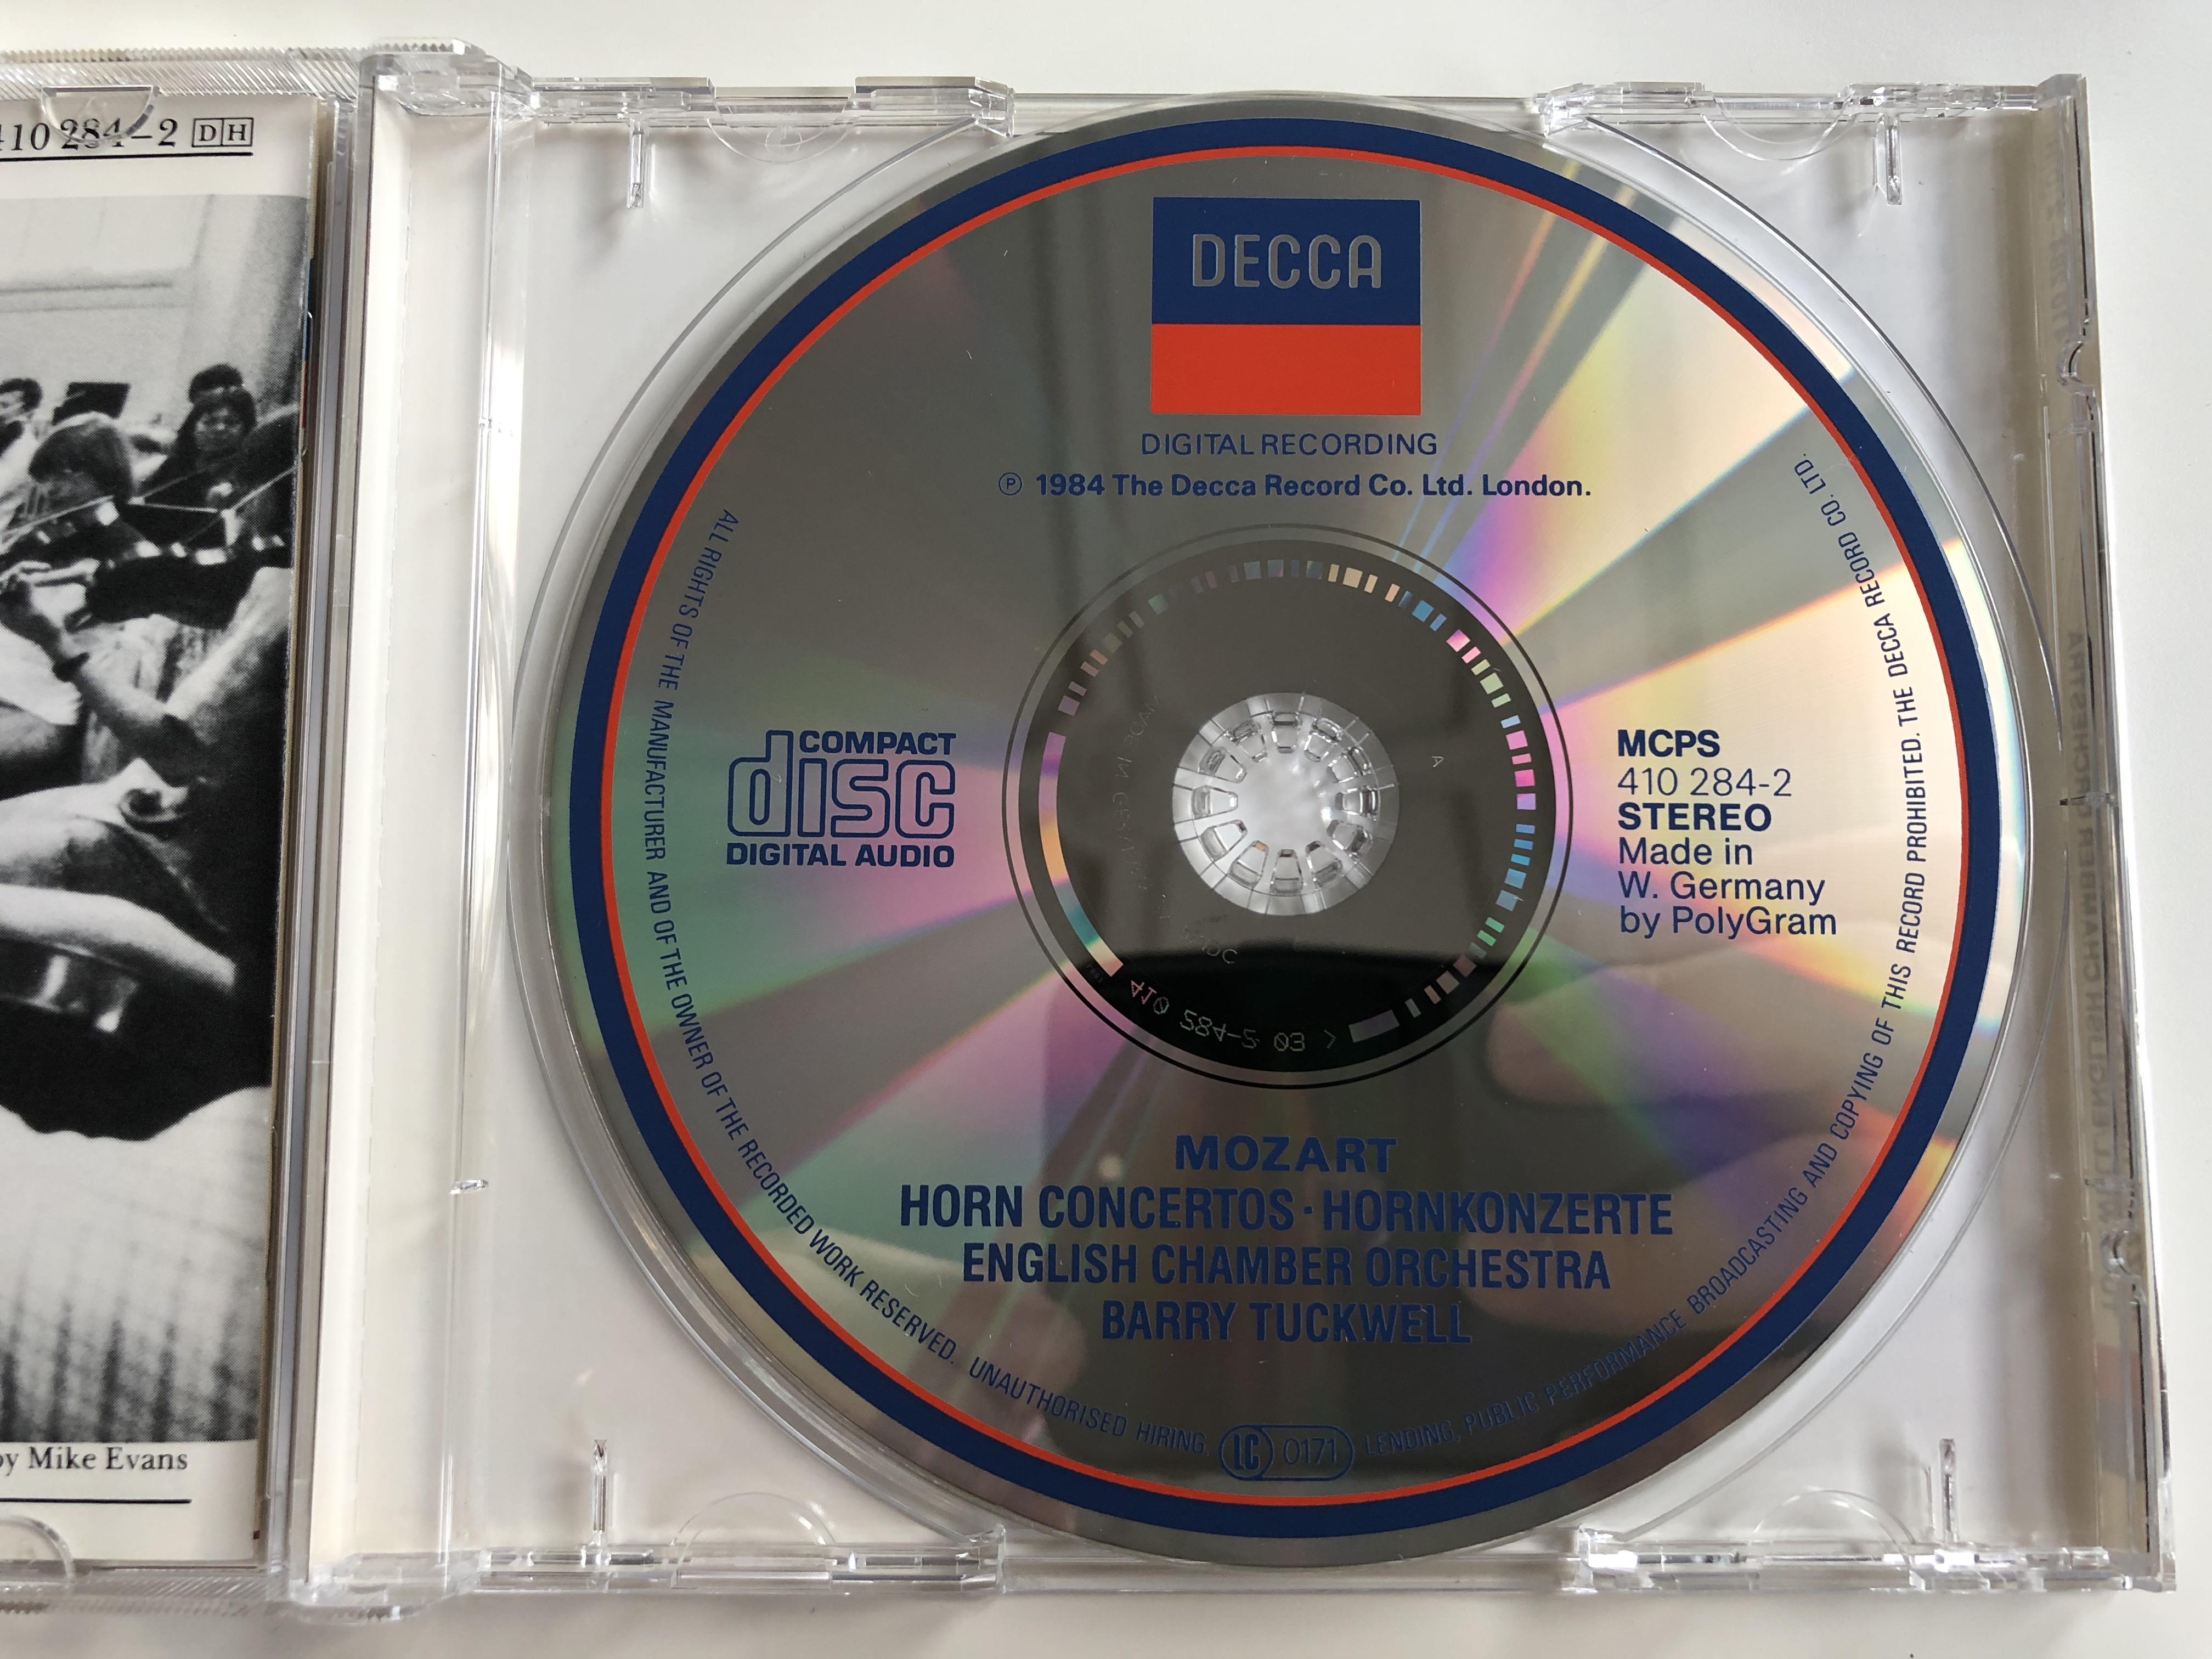 410 284–2 DH
by Mike Evans
DECCA
DIGITAL RECORDING
℗ 1984 The Decca Record Co. Ltd. London.
COMPACT
disc
DIGITAL AUDIO
MCPS
410 284-2
STEREO
Made in
W. Germany
by PolyGram
MOZART
HORN CONCERTOS · HORNKONZERTE
ENGLISH CHAMBER ORCHESTRA
BARRY TUCKWELL
ALL RIGHTS OF THE MANUFACTURER AND OF THE OWNER OF THE RECORDED WORK RESERVED. UNAUTHORISED HIRING, LENDING, PUBLIC PERFORMANCE BROADCASTING AND COPYING OF THIS RECORD PROHIBITED. THE DECCA RECORD CO. LTD.
LC 0171
A
ENGLISH CHAMBER ORCHESTRA